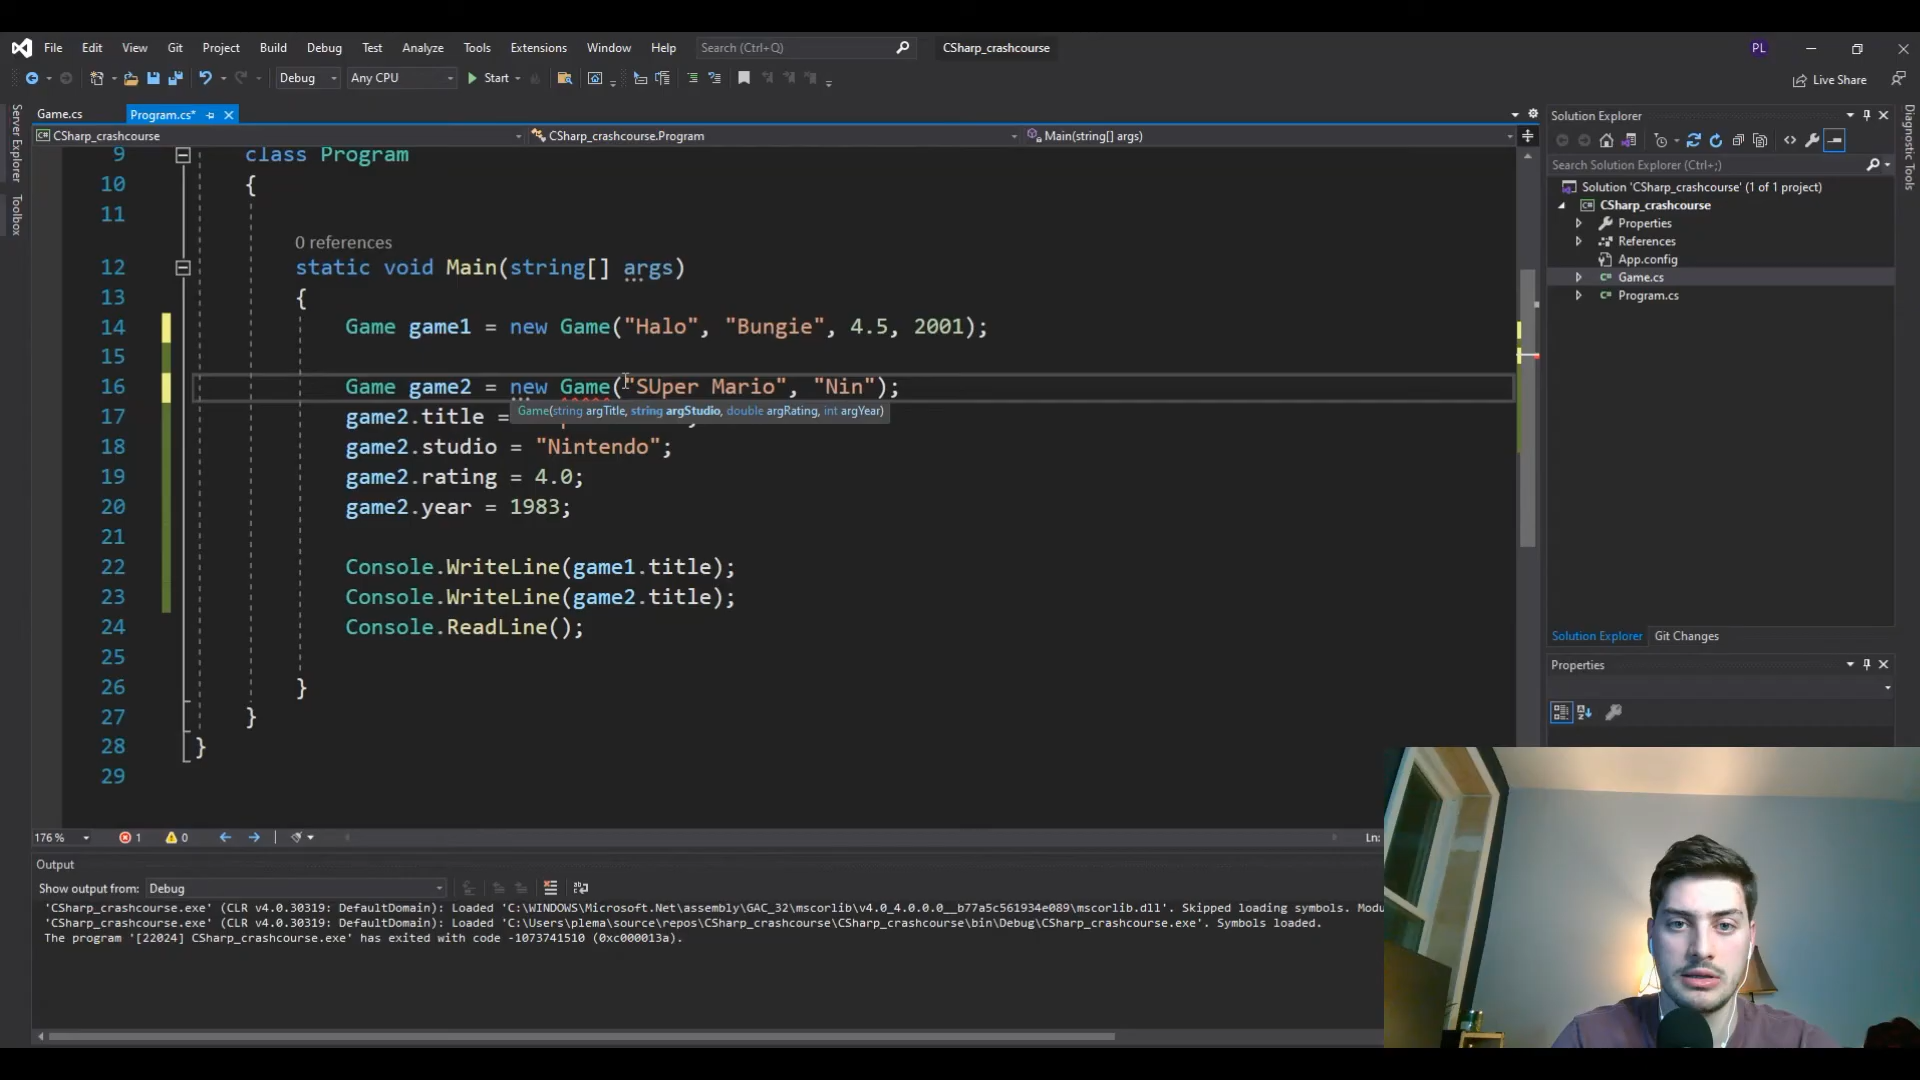 File Edit View Git Project Build Debug Test Analyze Tools Extensions Window Help Search (Ctrl+Q) CSharp_crashcourse PL
Debug Any CPU Start Live Share
Game.cs Program.cs*
CSharp_crashcourse CSharp_crashcourse.Program Main(string[] args)
Server Explorer
Toolbox
9 class Program
10 {
11
0 references
12 static void Main(string[] args)
13 {
14 Game game1 = new Game("Halo", "Bungie", 4.5, 2001);
15
16 Game game2 = new Game("SUper Mario", "Nin");
Game(string argTitle, string argStudio, double argRating, int argYear)
17 game2.title =
18 game2.studio = "Nintendo";
19 game2.rating = 4.0;
20 game2.year = 1983;
21
22 Console.WriteLine(game1.title);
23 Console.WriteLine(game2.title);
24 Console.ReadLine();
25
26 }
27 }
28 }
29
176 % 1 0 Ln:
Output
Show output from: Debug
'CSharp_crashcourse.exe' (CLR v4.0.30319: DefaultDomain): Loaded 'C:\WINDOWS\Microsoft.Net\assembly\GAC_32\mscorlib\v4.0_4.0.0.0__b77a5c561934e089\mscorlib.dll'. Skipped loading symbols. Modu
'CSharp_crashcourse.exe' (CLR v4.0.30319: DefaultDomain): Loaded 'C:\Users\plema\source\repos\CSharp_crashcourse\CSharp_crashcourse\bin\Debug\CSharp_crashcourse.exe'. Symbols loaded.
The program '[22024] CSharp_crashcourse.exe' has exited with code -1073741510 (0xc000013a).
Solution Explorer
Search Solution Explorer (Ctrl+;)
Solution 'CSharp_crashcourse' (1 of 1 project)
CSharp_crashcourse
Properties
References
App.config
Game.cs
Program.cs
Solution Explorer Git Changes
Properties
Diagnostic Tools